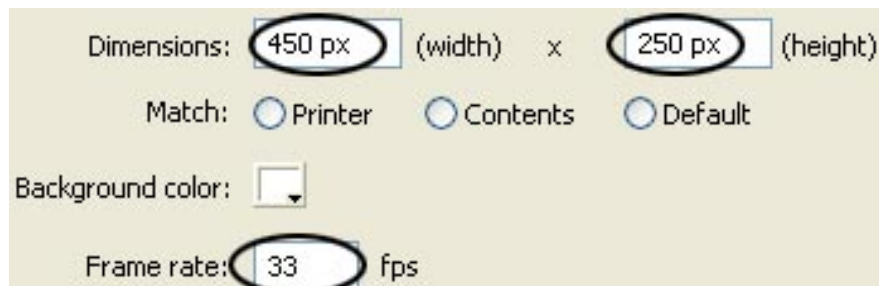 Dimensions: 450 px (width) x 250 px (height)
Match: Printer Contents Default
Background color:
Frame rate: 33 fps